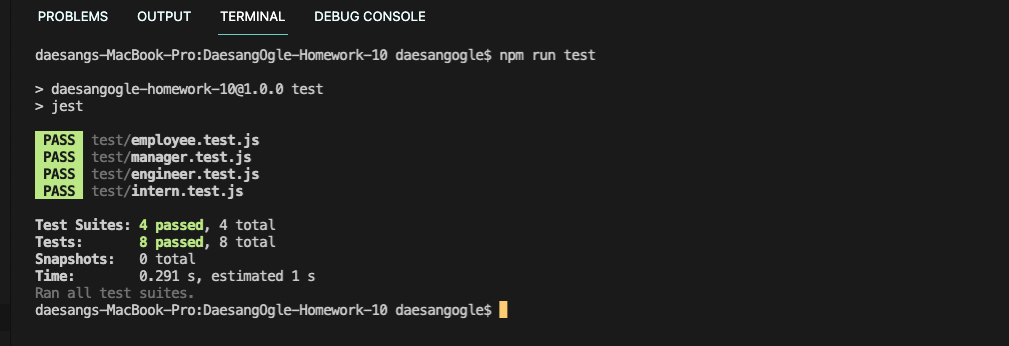 PROBLEMS OUTPUT TERMINAL DEBUG CONSOLE
daesangs-MacBook-Pro:DaesangOgle-Homework-10 daesangogle$ npm run test
> daesangogle-homework-10@1.0.0 test
> jest
PASS test/employee.test.js
PASS test/manager.test.js
PASS test/engineer.test.js
PASS test/intern.test.js
Test Suites: 4 passed, 4 total
Tests: 8 passed, 8 total
Snapshots: 0 total
Time: 0.291 s, estimated 1 s
Ran all test suites.
daesangs-MacBook-Pro:DaesangOgle-Homework-10 daesangogle$